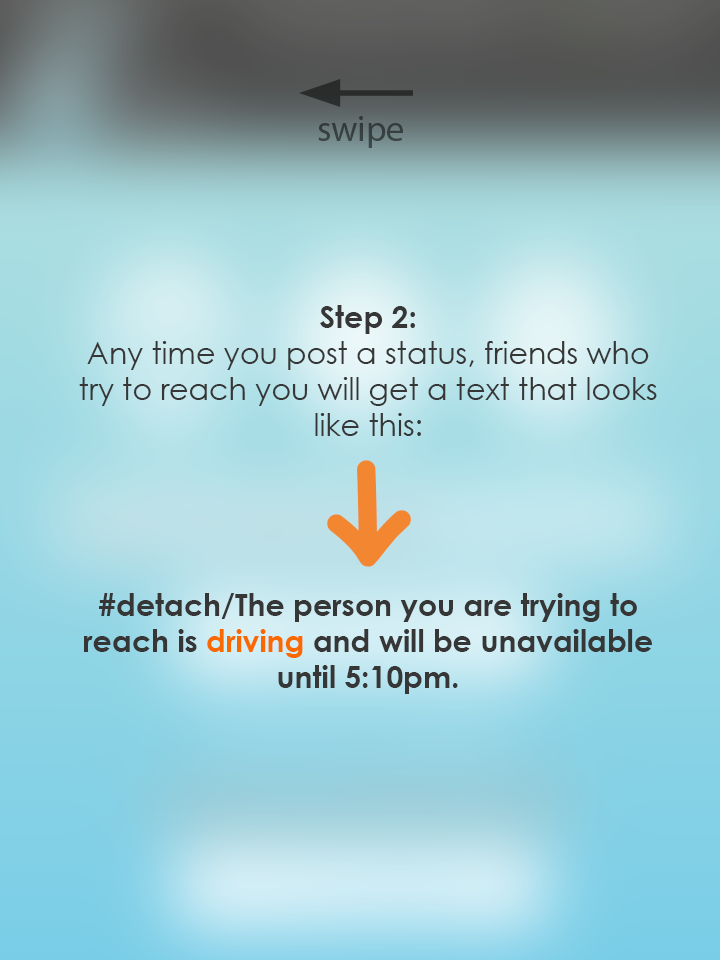 swipe
Step 2:
Any time you post a status, friends who
try to reach you will get a text that looks
like this:
#detach/The person you are trying to
reach is driving and will be unavailable
until 5:10pm.